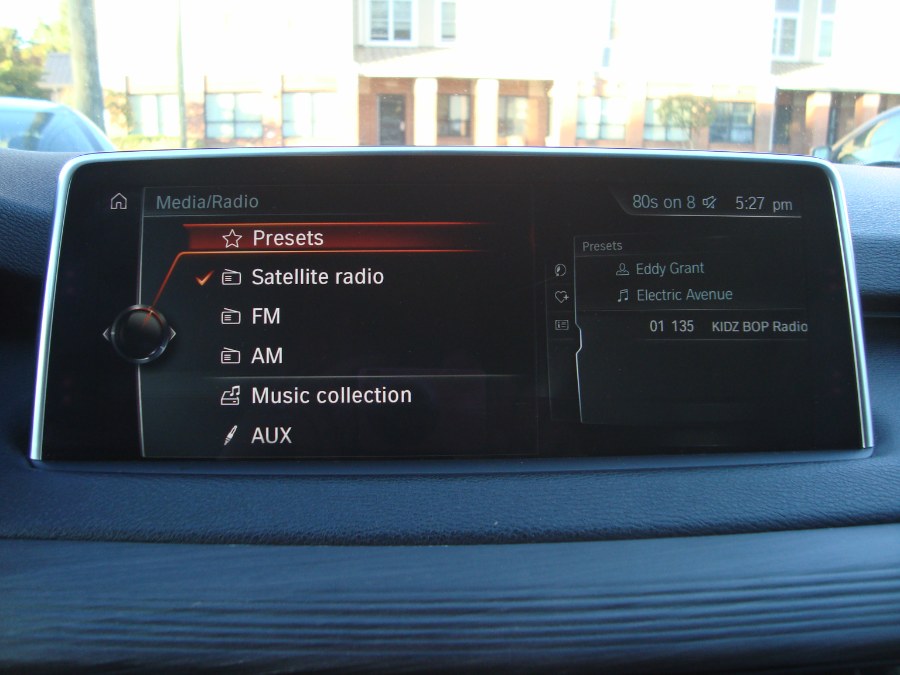 Media/Radio
80s on 8 5:27 pm
Presets
Satellite radio
FM
AM
Music collection
AUX
Presets
Eddy Grant
Electric Avenue
01 135 KIDZ BOP Radio